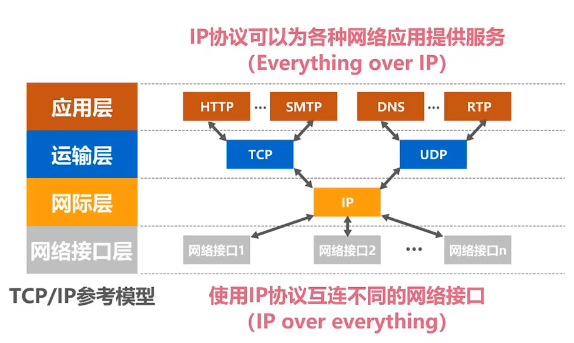 IP协议可以为各种网络应用提供服务
（Everything over IP）
应用层 HTTP ··· SMTP DNS ··· RTP
运输层 TCP UDP
网际层 IP
网络接口层 网络接口1 网络接口2 ··· 网络接口n
TCP/IP参考模型 使用IP协议互连不同的网络接口
（IP over everything）